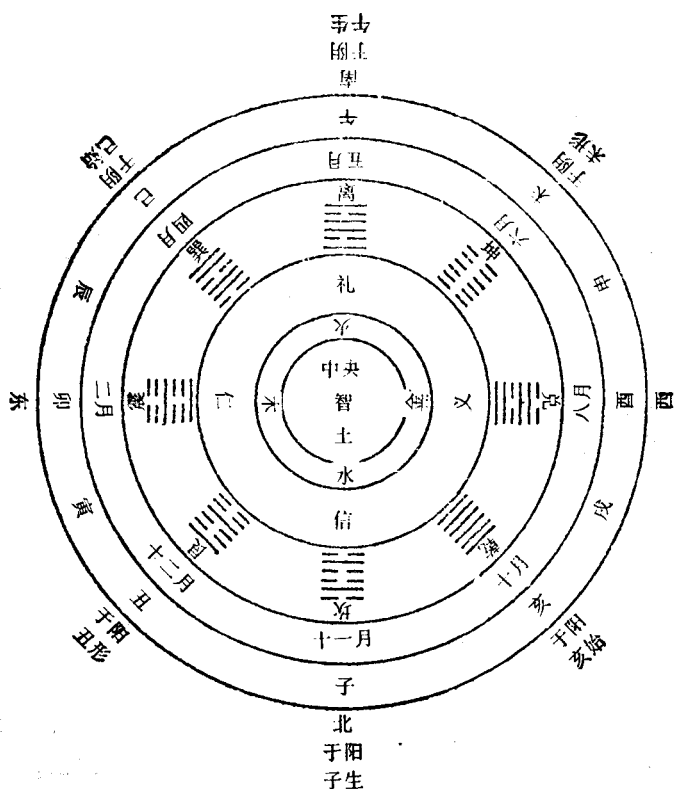 午生
于阴
南
午
五月
离
礼
火
于阴
巳始
巳
四月
巽
于阴
未形
未
六月
坤
辰
申
东
卯
二月
震
仁
木
中央
智
土
金
义
兑
八月
酉
西
寅
戌
水
信
坎
十一月
子
北
于阳
子生
艮
十二月
丑
于阳
丑形
乾
十月
亥
于阳
亥始